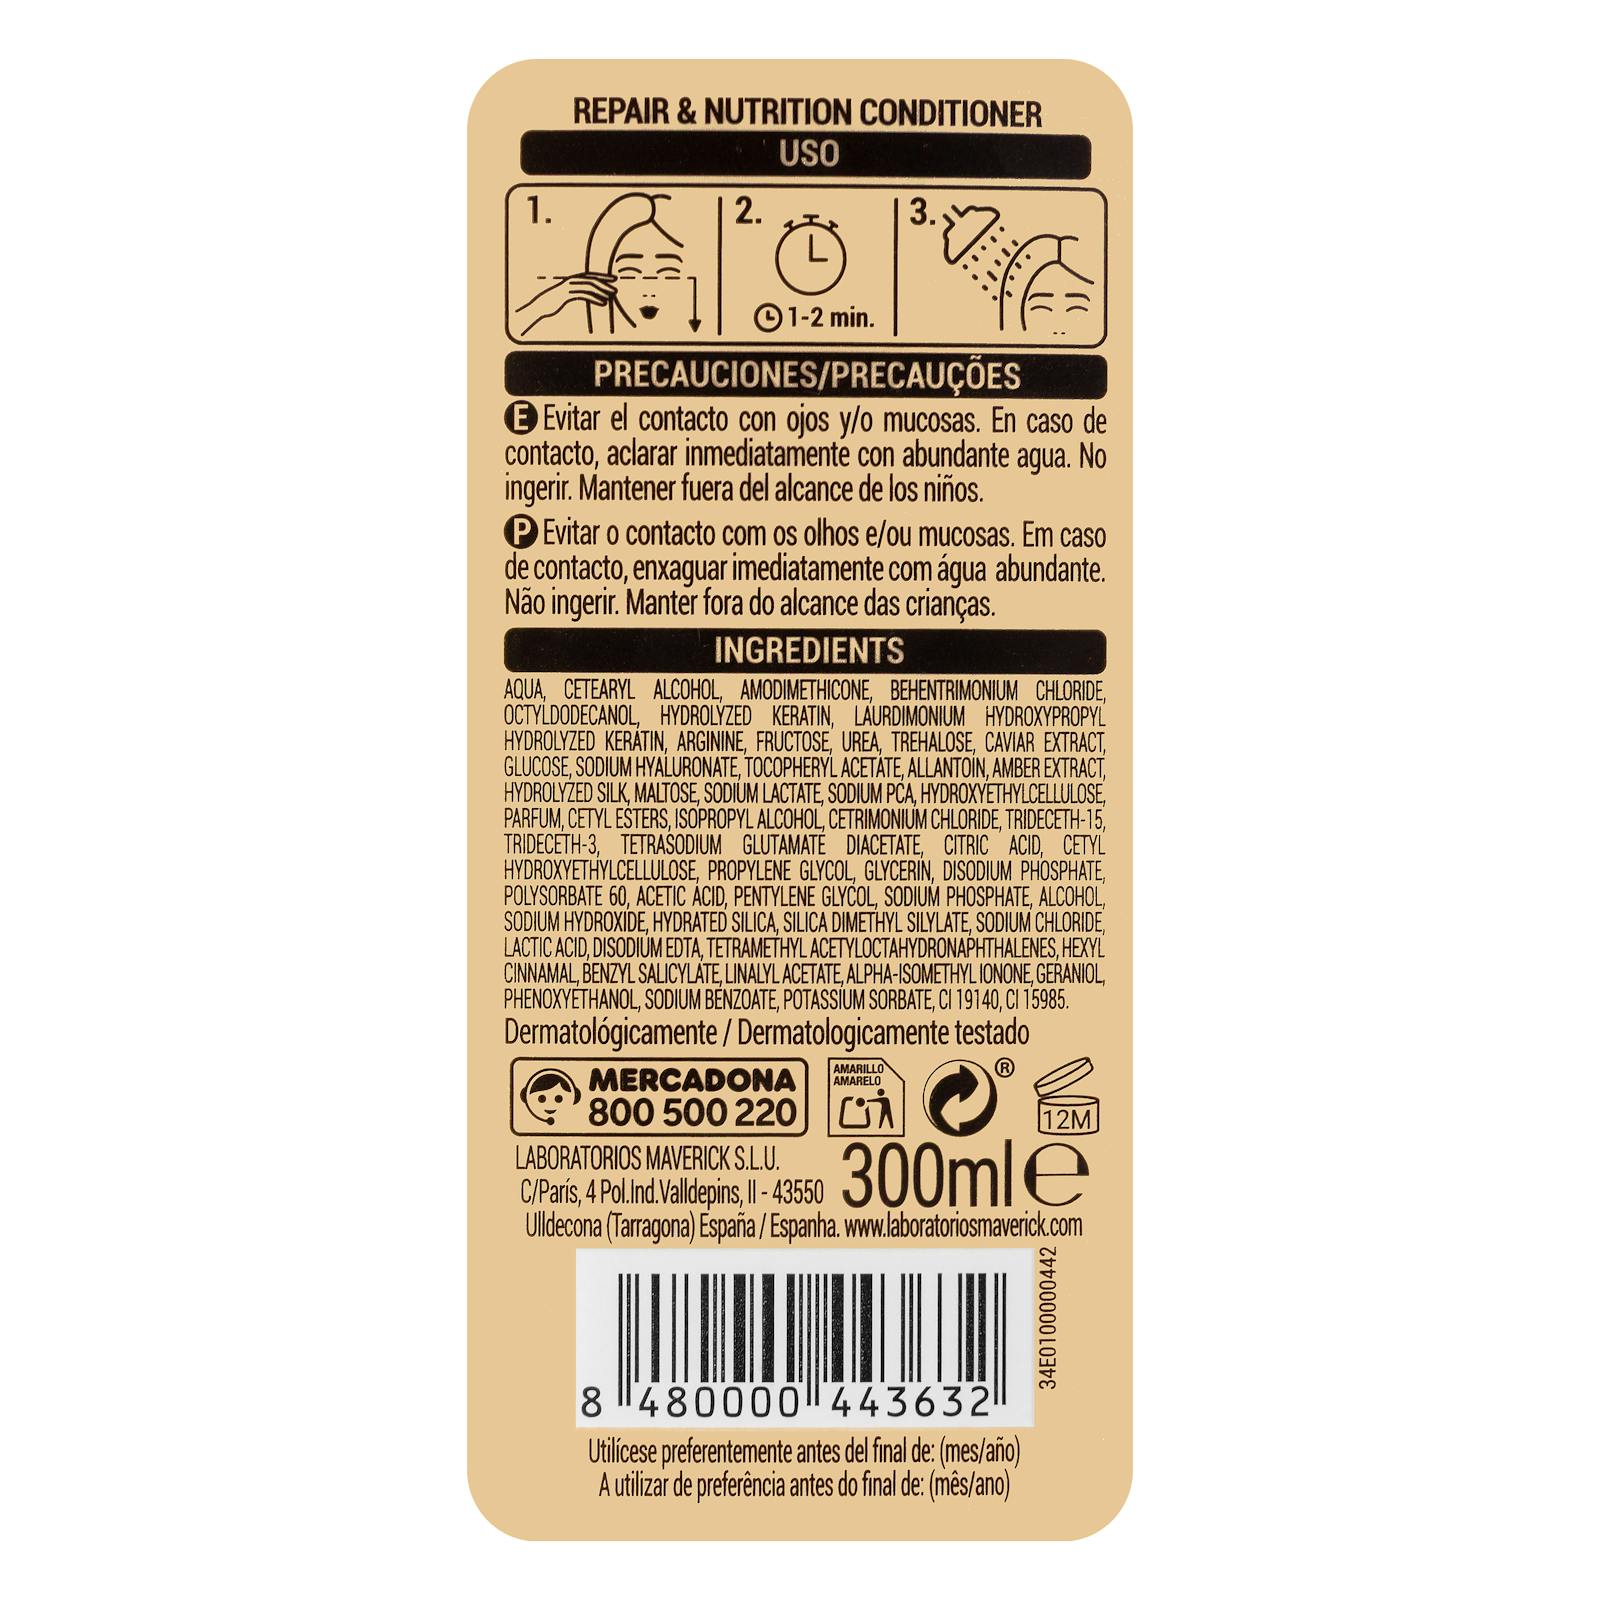 REPAIR & NUTRITION CONDITIONER
USO
1.
2.
3.
1-2 min.
PRECAUCIONES/PRECAUÇÕES
E Evitar el contacto con ojos y/o mucosas. En caso de
contacto, aclarar inmediatamente con abundante agua. No
ingerir. Mantener fuera del alcance de los niños.
P Evitar o contacto com os olhos e/ou mucosas. Em caso
de contacto, enxaguar imediatamente com água abundante.
Não ingerir. Manter fora do alcance das crianças.
INGREDIENTS
AQUA, CETEARYL ALCOHOL, AMODIMETHICONE, BEHENTRIMONIUM CHLORIDE,
OCTYLDODECANOL, HYDROLYZED KERATIN, LAURDIMONIUM HYDROXYPROPYL
HYDROLYZED KERATIN, ARGININE, FRUCTOSE, UREA, TREHALOSE, CAVIAR EXTRACT,
GLUCOSE, SODIUM HYALURONATE, TOCOPHERYL ACETATE, ALLANTOIN, AMBER EXTRACT,
HYDROLYZED SILK, MALTOSE, SODIUM LACTATE, SODIUM PCA, HYDROXYETHYLCELLULOSE,
PARFUM, CETYL ESTERS, ISOPROPYL ALCOHOL, CETRIMONIUM CHLORIDE, TRIDECETH-15,
TRIDECETH-3, TETRASODIUM GLUTAMATE DIACETATE, CITRIC ACID, CETYL
HYDROXYETHYLCELLULOSE, PROPYLENE GLYCOL, GLYCERIN, DISODIUM PHOSPHATE,
POLYSORBATE 60, ACETIC ACID, PENTYLENE GLYCOL, SODIUM PHOSPHATE, ALCOHOL,
SODIUM HYDROXIDE, HYDRATED SILICA, SILICA DIMETHYL SILYLATE, SODIUM CHLORIDE,
LACTIC ACID, DISODIUM EDTA, TETRAMETHYL ACETYLOCTAHYDRONAPHTHALENES, HEXYL
CINNAMAL, BENZYL SALICYLATE, LINALYL ACETATE, ALPHA-ISOMETHYL IONONE, GERANIOL,
PHENOXYETHANOL, SODIUM BENZOATE, POTASSIUM SORBATE, CI 19140, CI 15985.
Dermatológicamente / Dermatologicamente testado
MERCADONA
800 500 220
AMARILLO
AMARELO
®
12M
LABORATORIOS MAVERICK S.L.U.
C/París, 4 Pol.Ind.Valldepins, II - 43550
300ml e
Ulldecona (Tarragona) España / Espanha. www.laboratoriosmaverick.com
34E0100000442
8 480000 443632
Utilícese preferentemente antes del final de: (mes/año)
A utilizar de preferência antes do final de: (mês/ano)